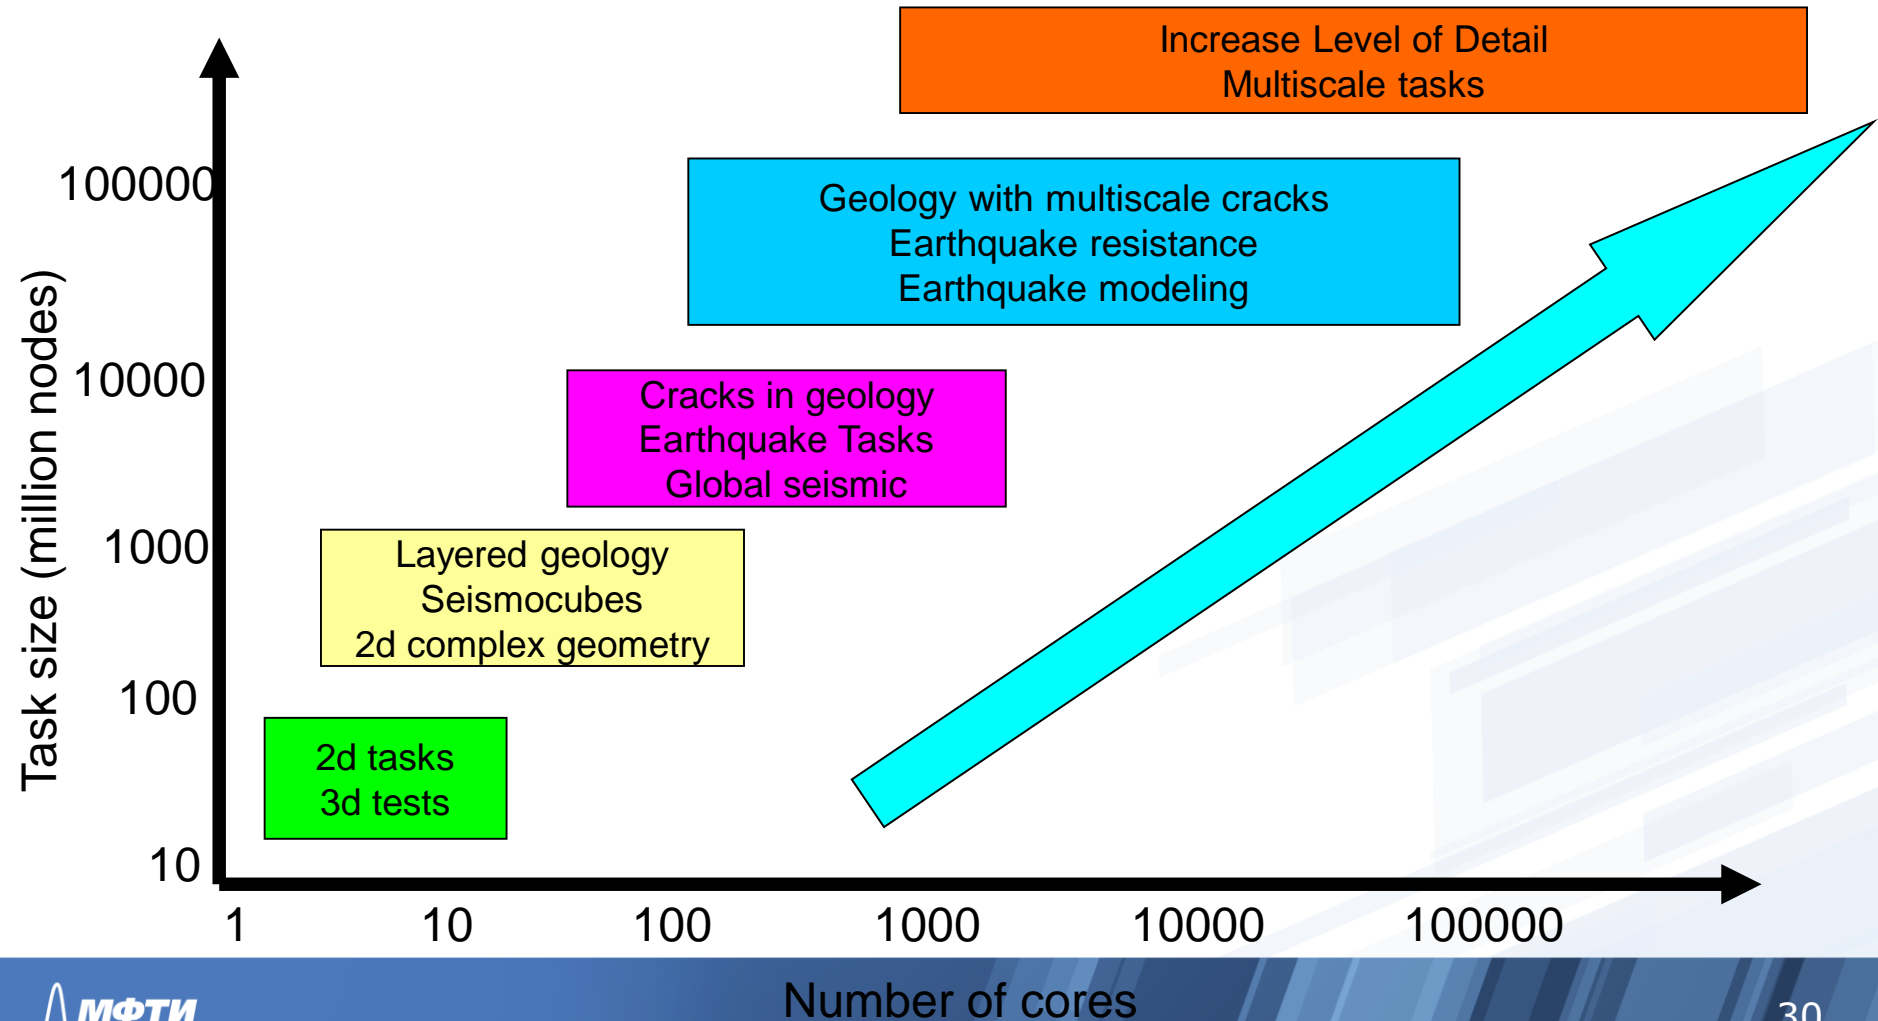 Increase Level of Detail
Multiscale tasks
100000
Geology with multiscale cracks
Earthquake resistance
Earthquake modeling
Task size (million nodes)
10000
Cracks in geology
Earthquake Tasks
Global seismic
1000
Layered geology
Seismocubes
2d complex geometry
100
2d tasks
3d tests
10
1 10 100 1000 10000 100000
Number of cores
МФТИ
30